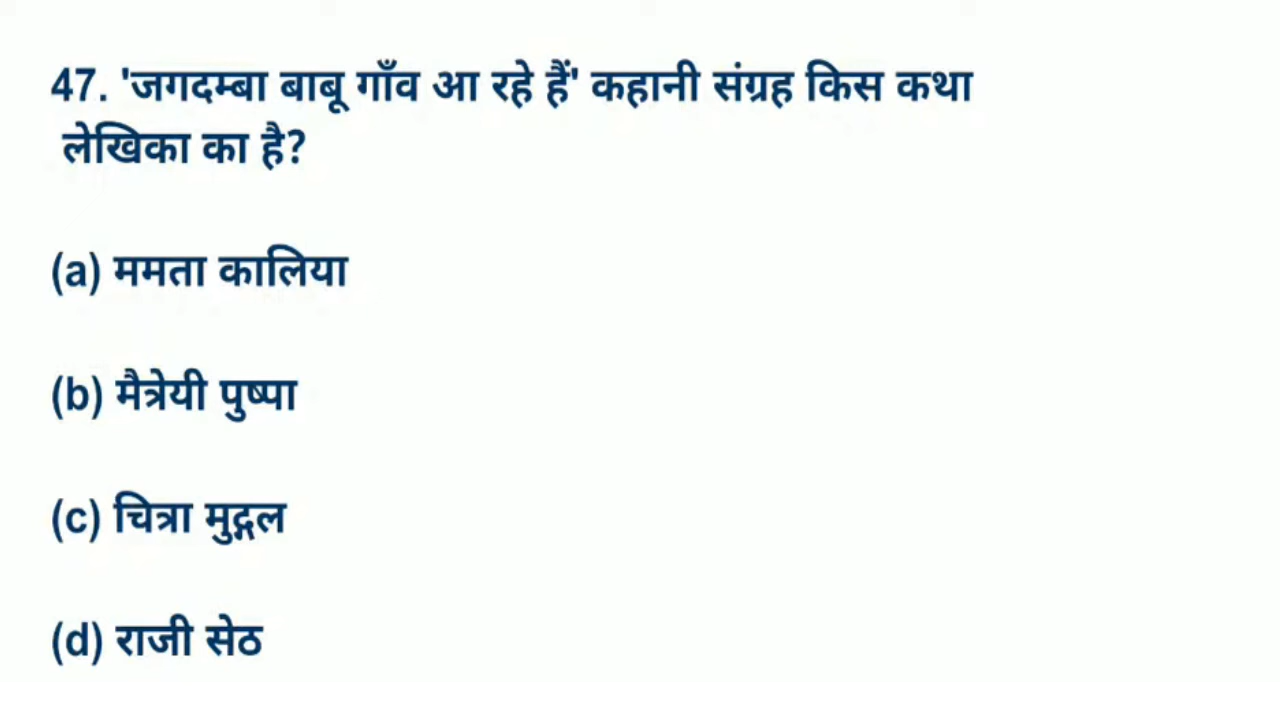 47. 'जगदम्बा बाबू गाँव आ रहे हैं' कहानी संग्रह किस कथा
लेखिका का है?
(a) ममता कालिया
(b) मैत्रेयी पुष्पा
(c) चित्रा मुद्गल
(d) राजी सेठ